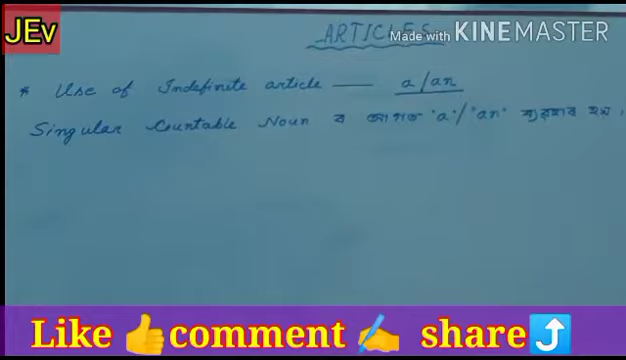 JEv
ARTICLES
Made with KINEMASTER
* Use of Indefinite article — a/an
Singular Countable Noun ৰ আগত 'a'/"an" ব্যৱহাৰ হয়।
Like 👍 comment ✍️ share ⤴️